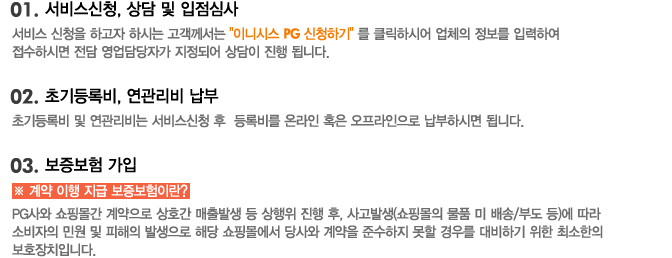 01. 서비스신청, 상담 및 입점심사
서비스 신청을 하고자 하시는 고객께서는 "이니시스 PG 신청하기" 를 클릭하시어 업체의 정보를 입력하여
접수하시면 전담 영업담당자가 지정되어 상담이 진행 됩니다.
02. 초기등록비, 연관리비 납부
초기등록비 및 연관리비는 서비스신청 후 등록비를 온라인 혹은 오프라인으로 납부하시면 됩니다.
03. 보증보험 가입
※ 계약 이행 지급 보증보험이란?
PG사와 쇼핑몰간 계약으로 상호간 매출발생 등 상행위 진행 후, 사고발생(쇼핑몰의 물품 미 배송/부도 등)에 따라
소비자의 민원 및 피해의 발생으로 해당 쇼핑몰에서 당사와 계약을 준수하지 못할 경우를 대비하기 위한 최소한의
보호장치입니다.